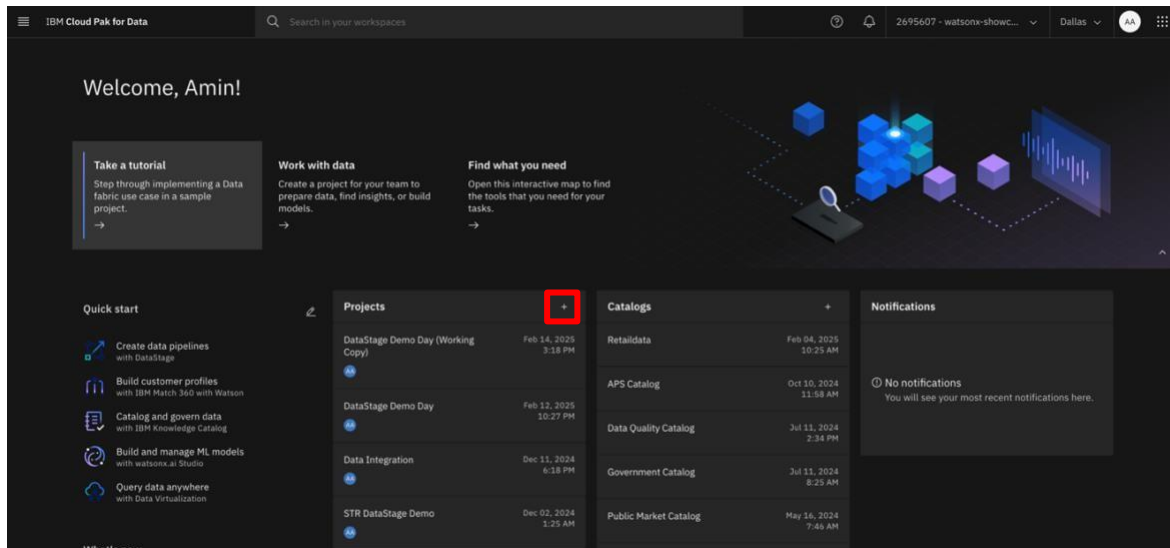 IBM Cloud Pak for Data
Search in your workspaces
2695607 - watsonx-showc...
Dallas
AA
Welcome, Amin!
Take a tutorial
Step through implementing a Data
fabric use case in a sample
project.
→
Work with data
Create a project for your team to
prepare data, find insights, or build
models.
→
Find what you need
Open this interactive map to find
the tools that you need for your
tasks.
→
Quick start
Create data pipelines
with DataStage
Build customer profiles
with IBM Match 360 with Watson
Catalog and govern data
with IBM Knowledge Catalog
Build and manage ML models
with watsonx.ai Studio
Query data anywhere
with Data Virtualization
Projects +
DataStage Demo Day (Working Feb 14, 2025
Copy) 3:18 PM
AA
DataStage Demo Day Feb 12, 2025
10:27 PM
AA
Data Integration Dec 11, 2024
6:18 PM
AA
STR DataStage Demo Dec 02, 2024
1:25 AM
AA
Catalogs +
Retaildata Feb 04, 2025
10:25 AM
APS Catalog Oct 10, 2024
11:58 AM
Data Quality Catalog Jul 11, 2024
2:34 PM
Government Catalog Jul 11, 2024
8:25 AM
Public Market Catalog May 16, 2024
7:46 AM
Notifications
No notifications
You will see your most recent notifications here.